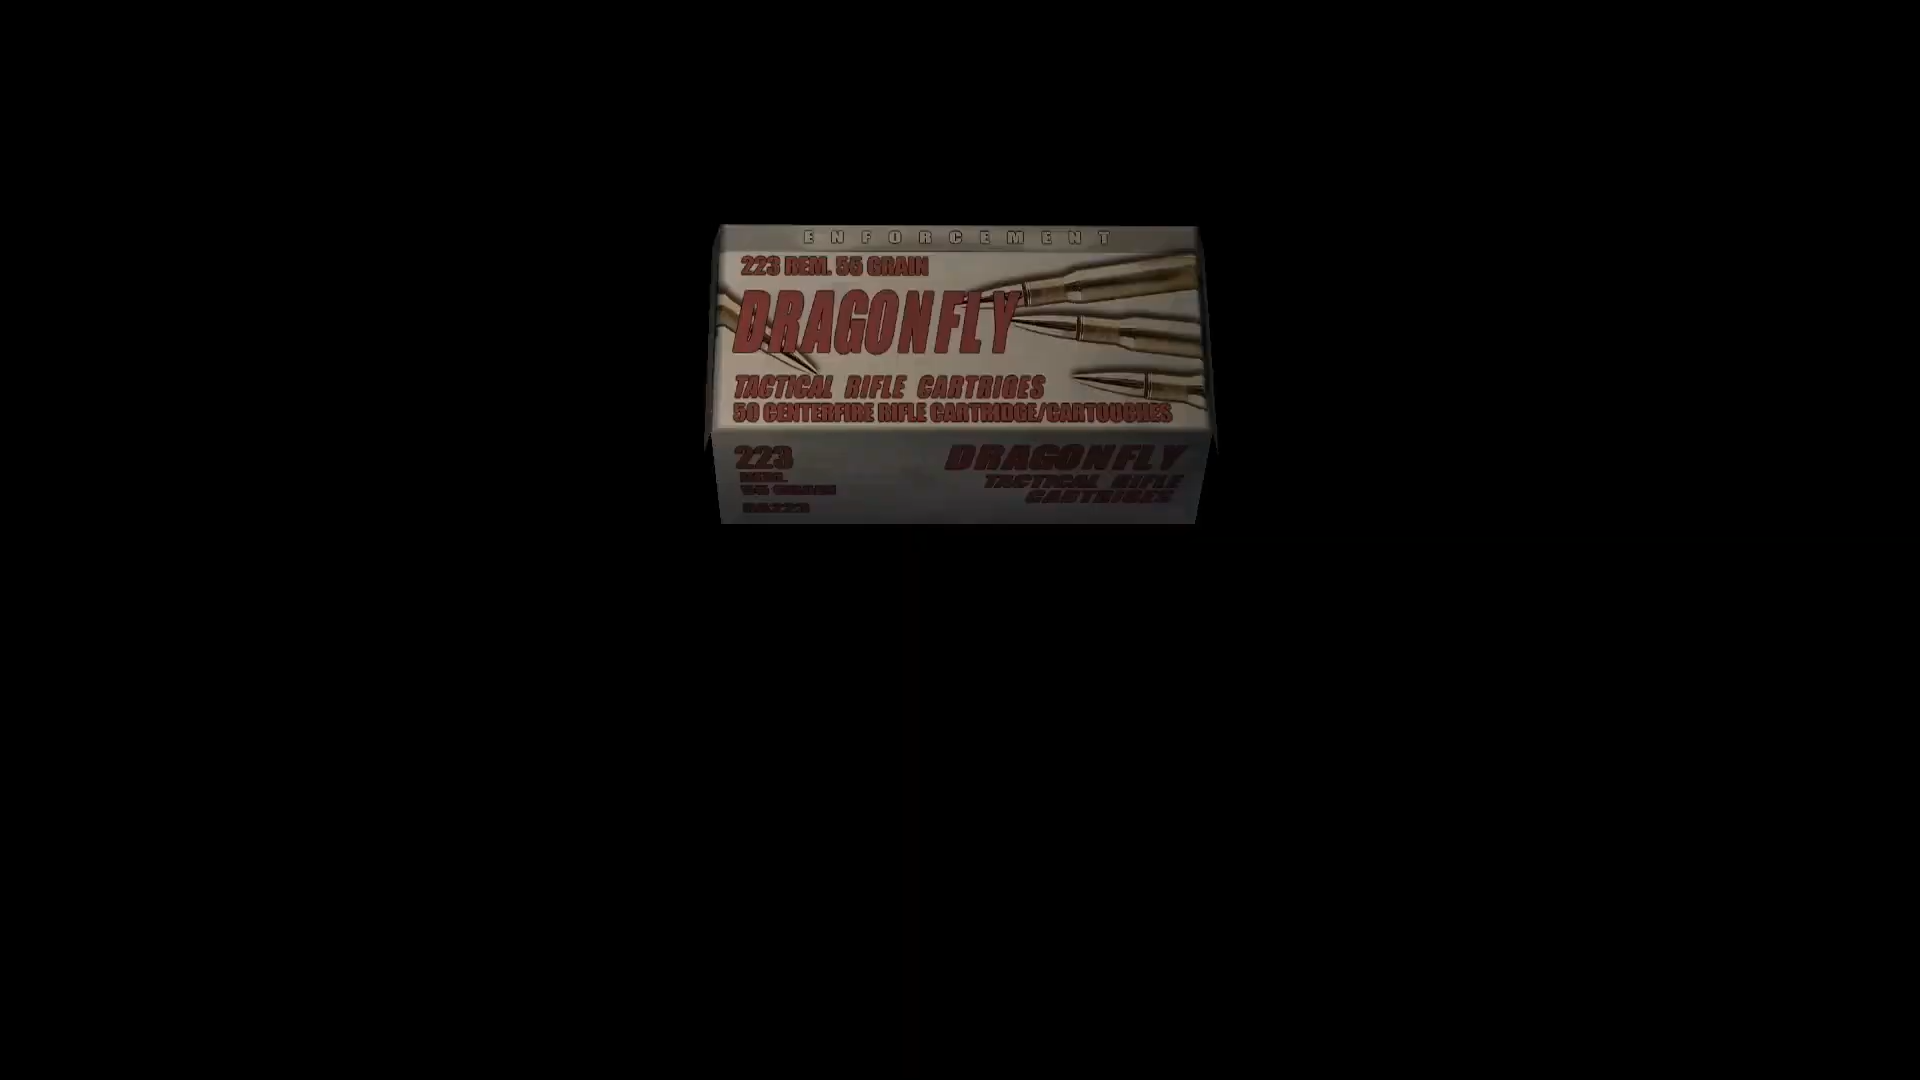 ENFORCEMENT
223 REM. 55 GRAIN
DRAGONFLY
TACTICAL RIFLE CARTRIGES
50 CENTERFIRE RIFLE CARTRIDGE/CARTOUCHES
223
DRAGONFLY
TACTICAL RIFLE
CARTRIGES